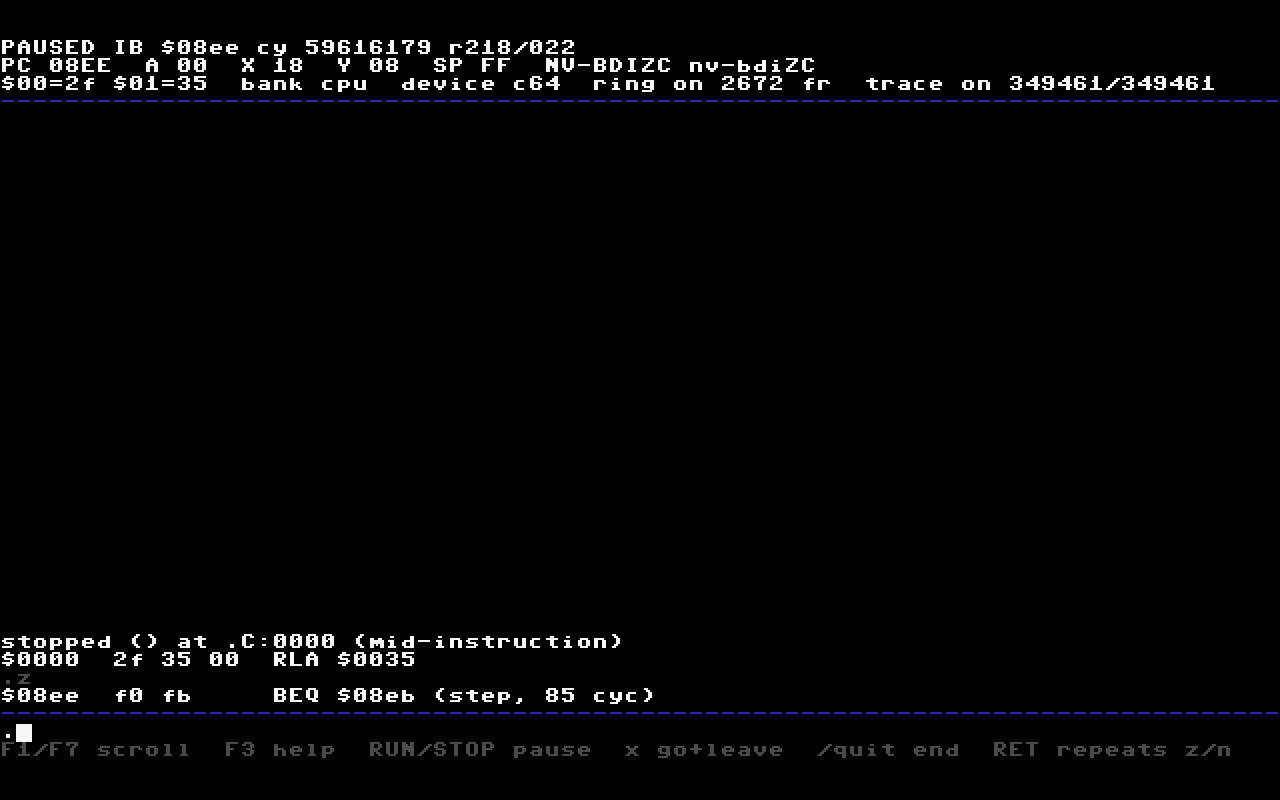 PAUSED IB $08ee cy 59616179 r218/022
PC 08EE  A 00  X 18  Y 08  SP FF  NV-BDIZC nv-bdiZC
$00=2f $01=35  bank cpu  device c64  ring on 2672 fr  trace on 349461/349461
stopped () at .C:0000 (mid-instruction)
$0000  2f 35 00  RLA $0035
.z
$08ee  f0 fb     BEQ $08eb (step, 85 cyc)
.
F1/F7 scroll  F3 help  RUN/STOP pause  x go+leave  /quit end  RET repeats z/n